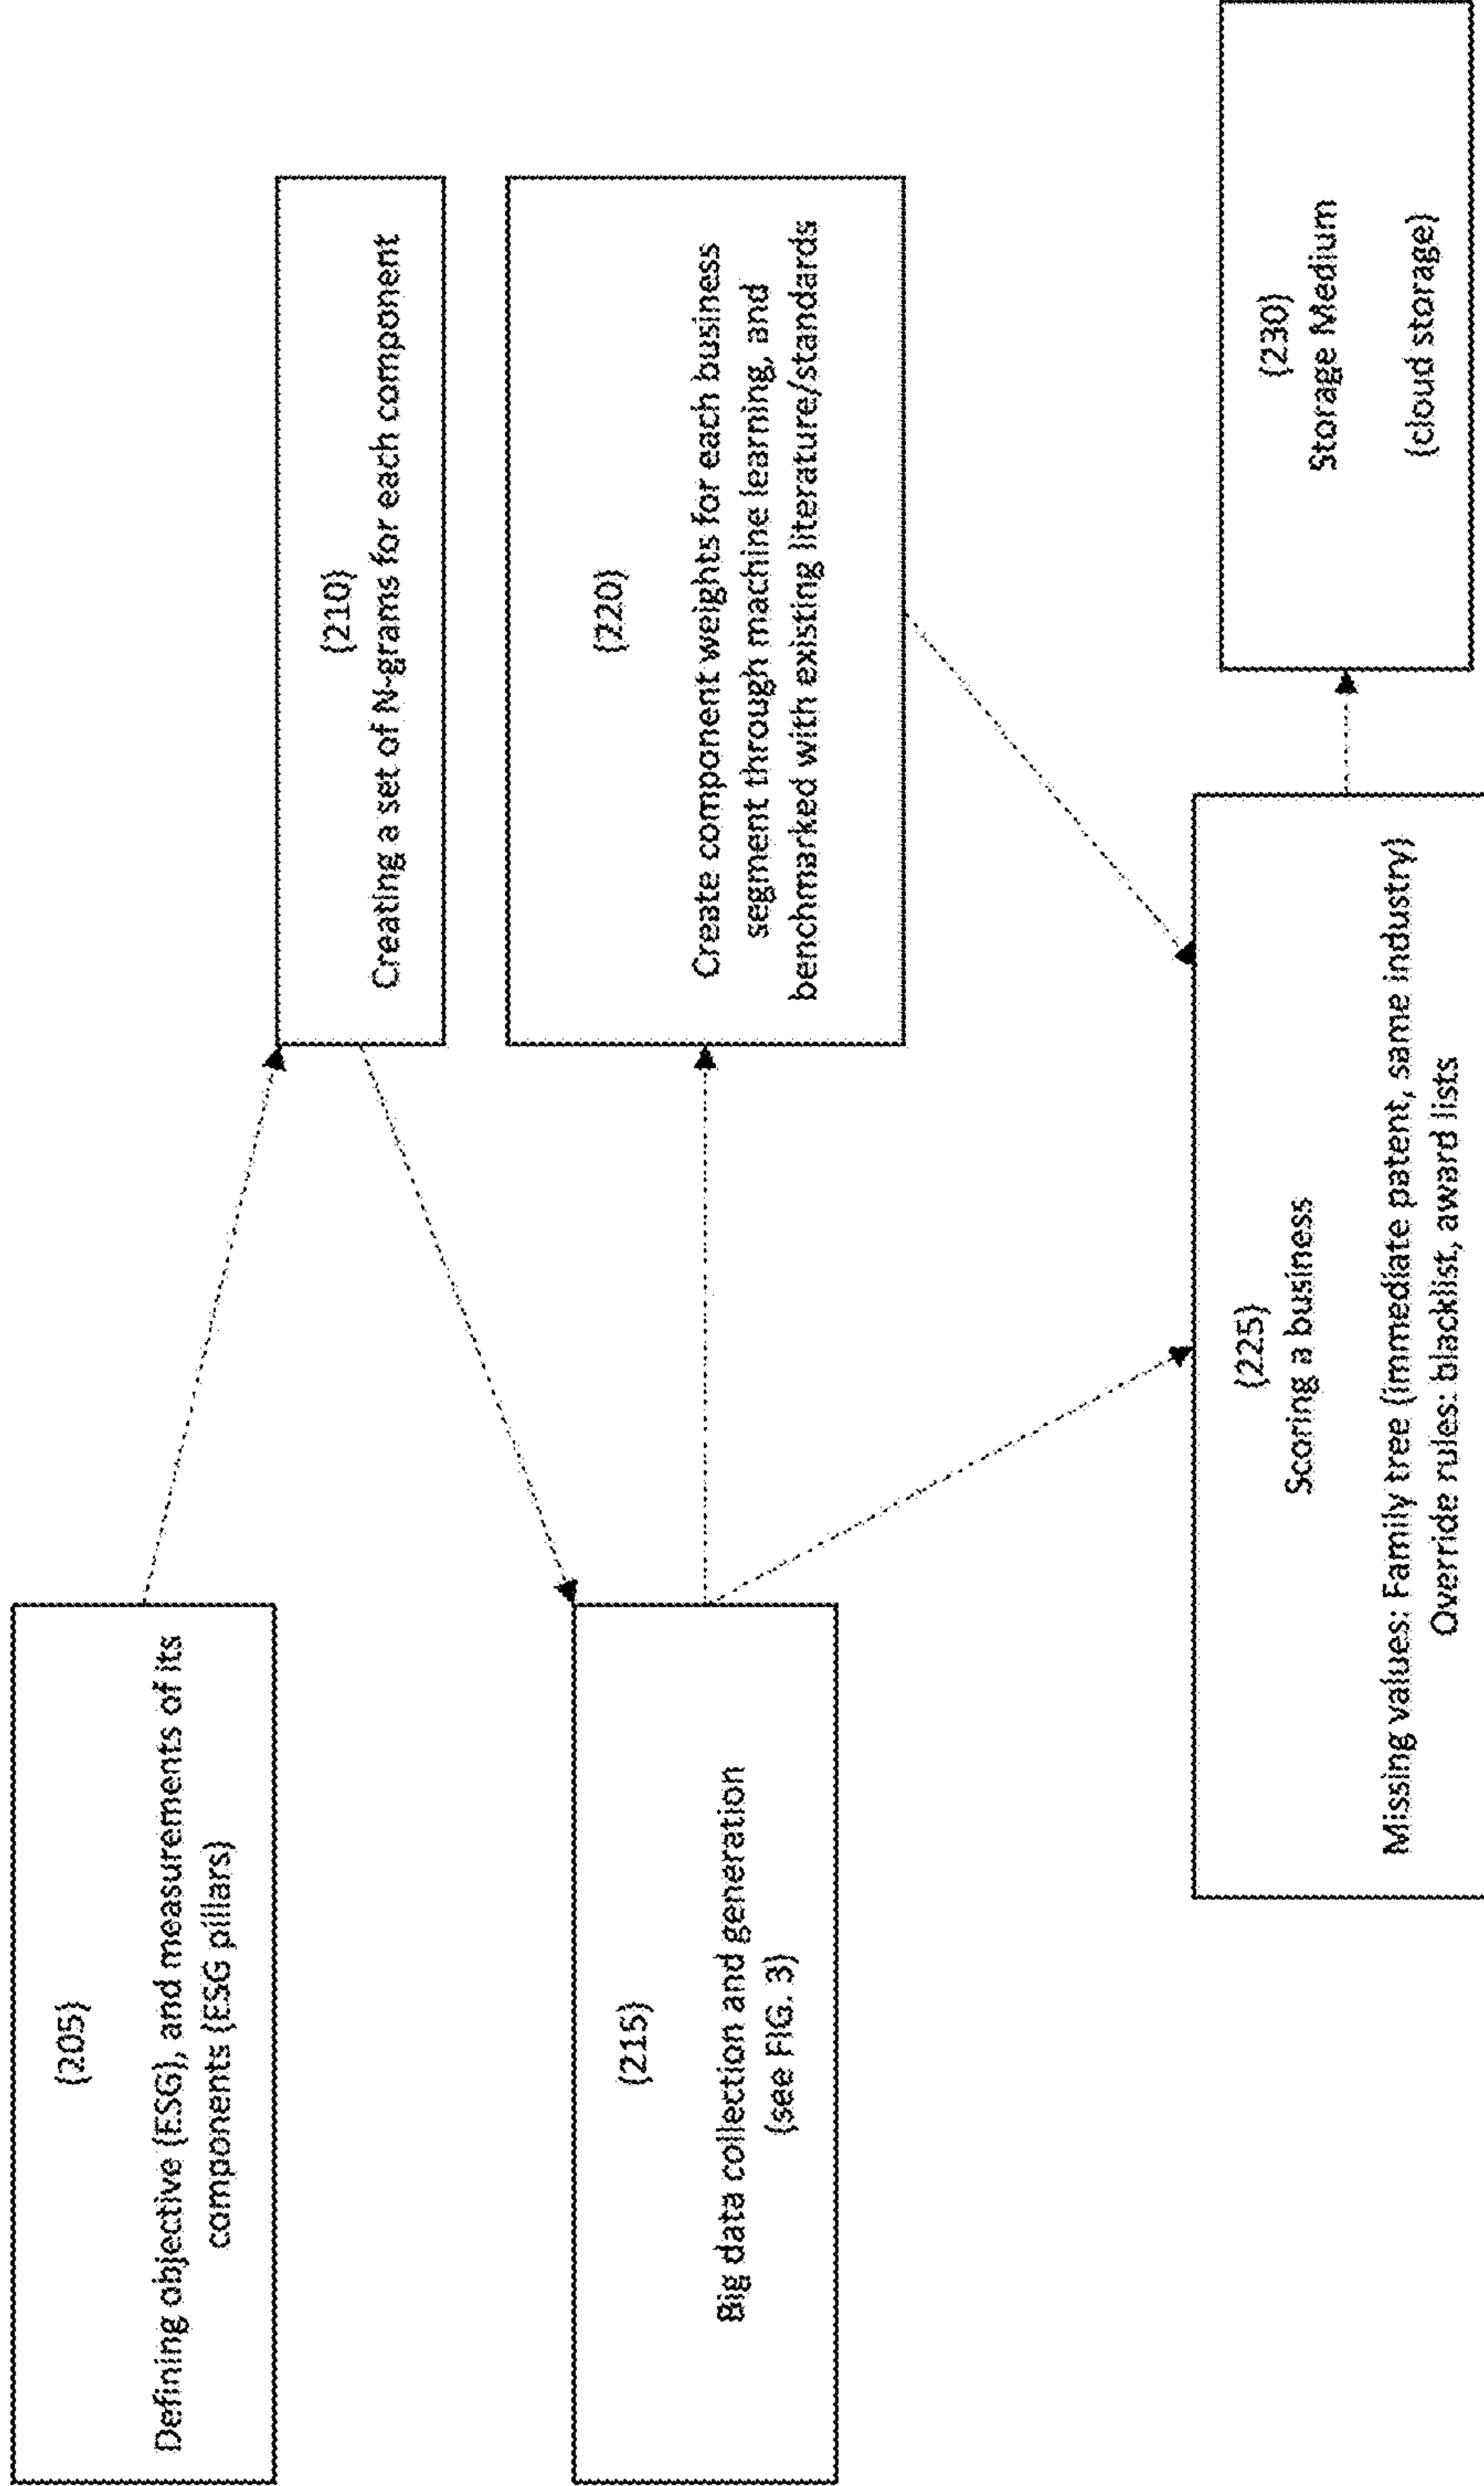 (205)
Defining objective (ESG), and measurements of its
components (ESG pillars)
(210)
Creating a set of N-grams for each component
(215)
Big data collection and generation
(see FIG. 3)
(220)
Create component weights for each business
segment through machine learning, and
benchmarked with existing literature/standards
(225)
Scoring a business
Missing values: Family tree (immediate patent, same industry)
Override rules: blacklist, award lists
(230)
Storage Medium
(cloud storage)